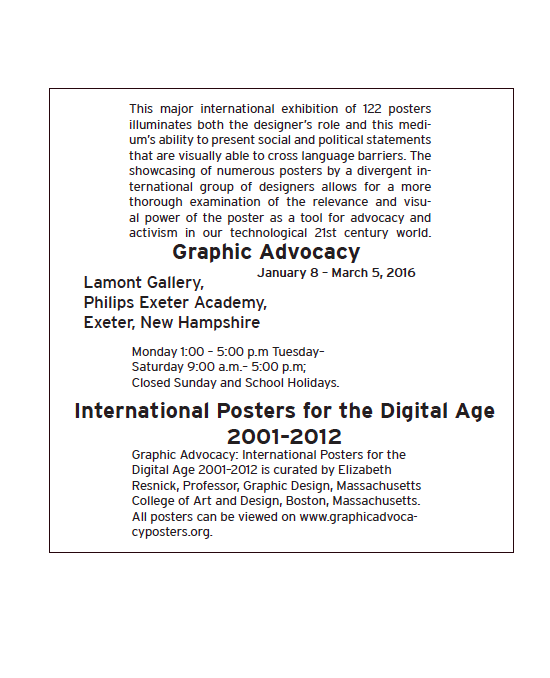 This major international exhibition of 122 posters
illuminates both the designer's role and this medi-
um's ability to present social and political statements
that are visually able to cross language barriers. The
showcasing of numerous posters by a divergent in-
ternational group of designers allows for a more
thorough examination of the relevance and visu-
al power of the poster as a tool for advocacy and
activism in our technological 21st century world.
Graphic Advocacy
January 8 – March 5, 2016
Lamont Gallery,
Philips Exeter Academy,
Exeter, New Hampshire
Monday 1:00 – 5:00 p.m Tuesday–
Saturday 9:00 a.m.– 5:00 p.m;
Closed Sunday and School Holidays.
International Posters for the Digital Age
2001–2012
Graphic Advocacy: International Posters for the
Digital Age 2001–2012 is curated by Elizabeth
Resnick, Professor, Graphic Design, Massachusetts
College of Art and Design, Boston, Massachusetts.
All posters can be viewed on www.graphicadvoca-
cyposters.org.